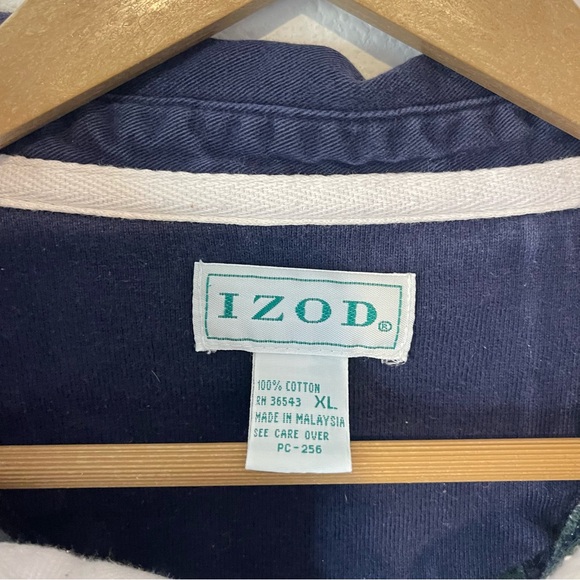 IZOD®
100% COTTON
RN 36543 XL
MADE IN MALAYSIA
SEE CARE OVER
PC-256